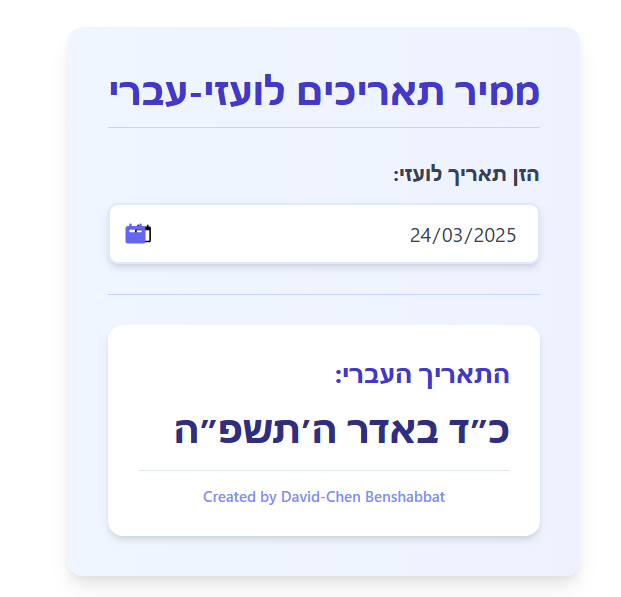 ממיר תאריכים לועזי-עברי
הזן תאריך לועזי:
24/03/2025
התאריך העברי:
כ״ד באדר ה׳תשפ״ה
Created by David-Chen Benshabbat